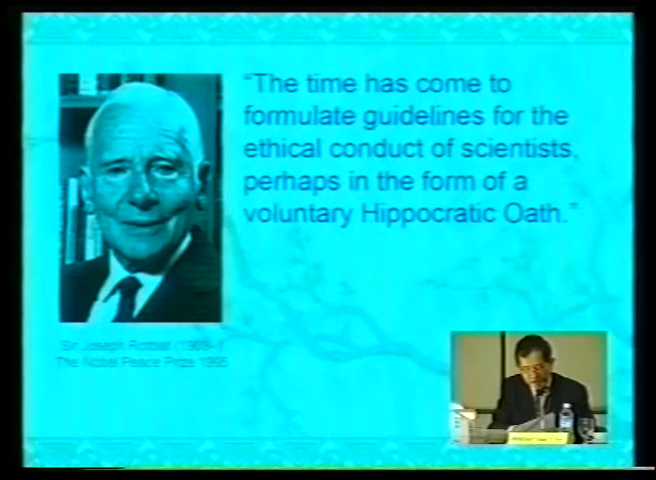 “The time has come to
formulate guidelines for the
ethical conduct of scientists,
perhaps in the form of a
voluntary Hippocratic Oath.”
Sir Joseph Rotblat (1908-
The Nobel Peace Prize 1995